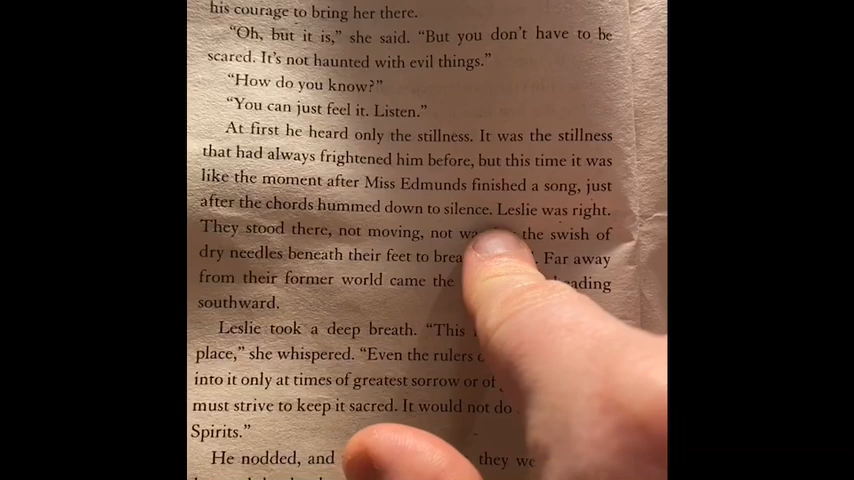 his courage to bring her there.
“Oh, but it is,” she said. “But you don’t have to be
scared. It’s not haunted with evil things.”
“How do you know?”
“You can just feel it. Listen.”
At first he heard only the stillness. It was the stillness
that had always frightened him before, but this time it was
like the moment after Miss Edmunds finished a song, just
after the chords hummed down to silence. Leslie was right.
They stood there, not moving, not the swish of
dry needles beneath their feet to Far away
from their former world came the
southward.
Leslie took a deep breath. “This
place,” she whispered. “Even the rulers
into it only at times of greatest sorrow or of
must strive to keep it sacred. It would not do
Spirits.”
He nodded, and they